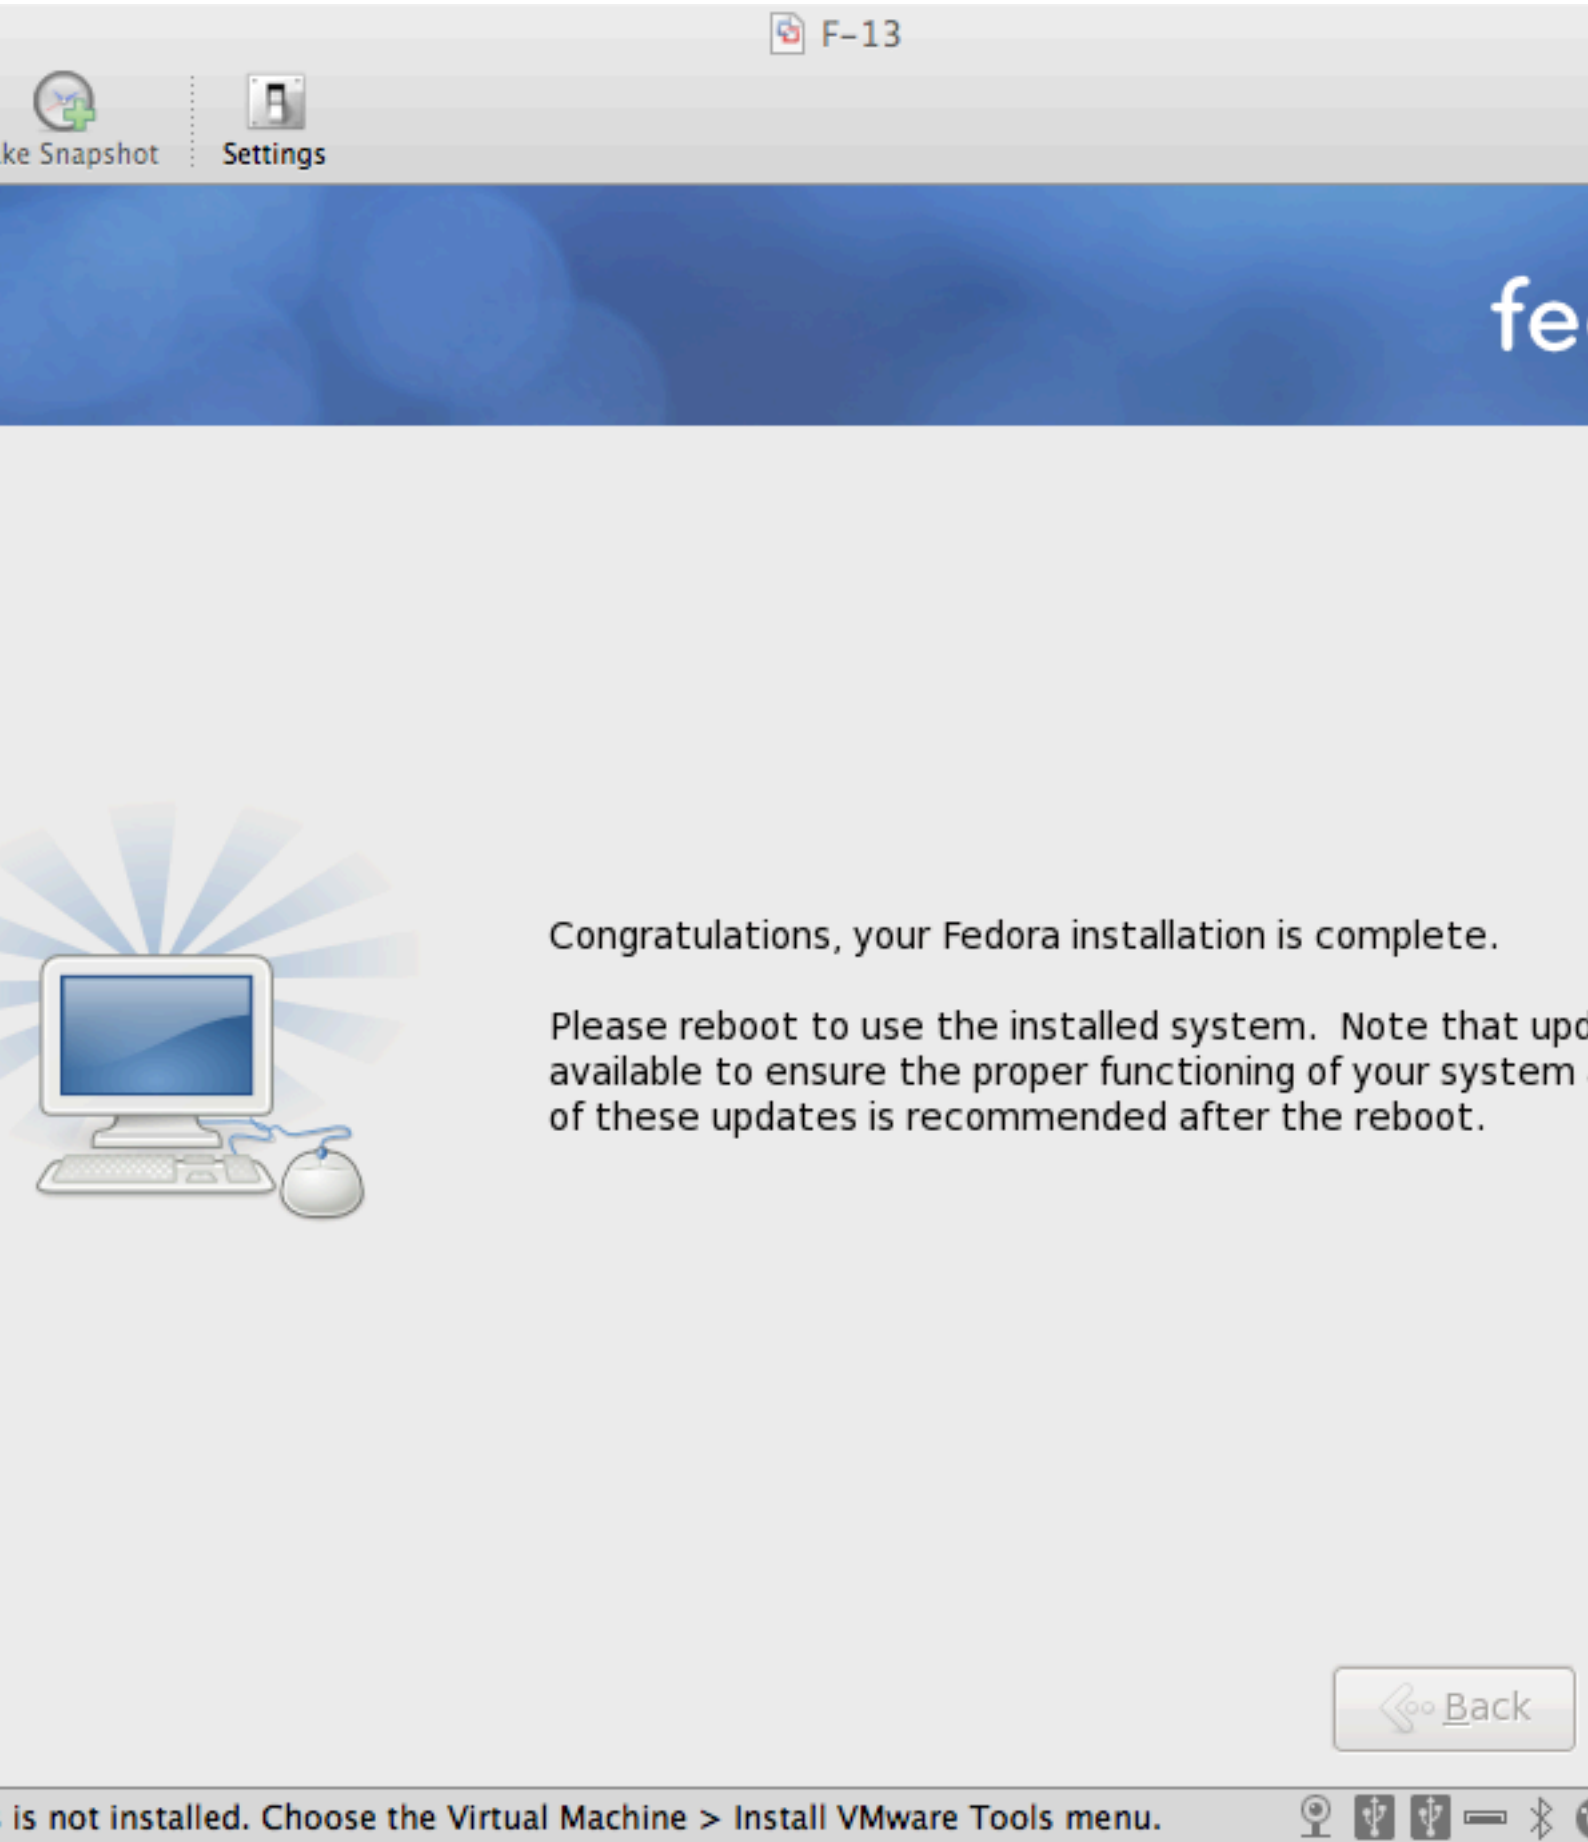 F-13
ke Snapshot
Settings
fe
Congratulations, your Fedora installation is complete.
Please reboot to use the installed system. Note that upd
available to ensure the proper functioning of your system
of these updates is recommended after the reboot.
Back
is not installed. Choose the Virtual Machine > Install VMware Tools menu.